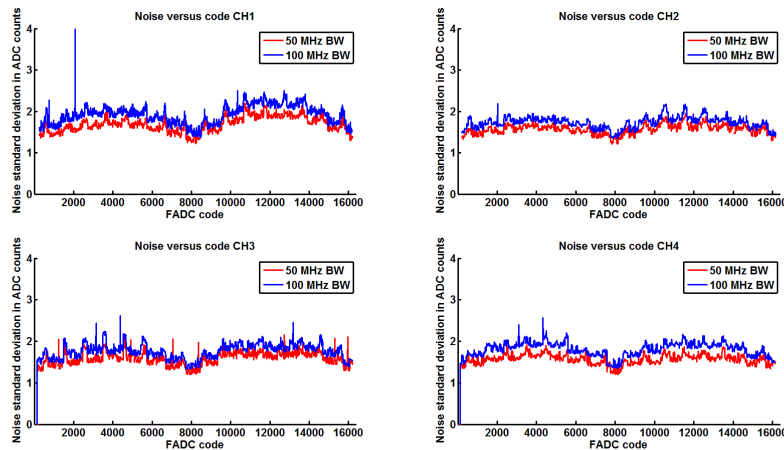 Noise versus code CH1
Noise standard deviation in ADC counts
4
3
2
1
0
50 MHz BW
100 MHz BW
2000 4000 6000 8000 10000 12000 14000 16000
FADC code
Noise versus code CH2
Noise standard deviation in ADC counts
4
3
2
1
0
50 MHz BW
100 MHz BW
2000 4000 6000 8000 10000 12000 14000 16000
FADC code
Noise versus code CH3
Noise standard deviation in ADC counts
4
3
2
1
0
50 MHz BW
100 MHz BW
2000 4000 6000 8000 10000 12000 14000 16000
FADC code
Noise versus code CH4
Noise standard deviation in ADC counts
4
3
2
1
0
50 MHz BW
100 MHz BW
2000 4000 6000 8000 10000 12000 14000 16000
FADC code